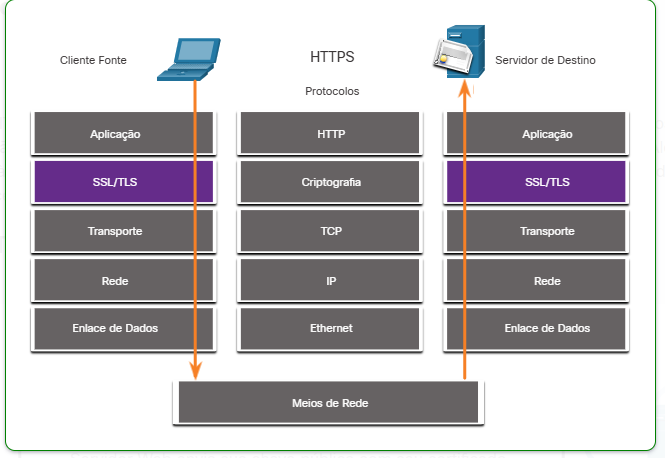 HTTPS
Cliente Fonte
Servidor de Destino
Protocolos
Aplicação
HTTP
Aplicação
SSL/TLS
Criptografia
SSL/TLS
Transporte
TCP
Transporte
Rede
IP
Rede
Enlace de Dados
Ethernet
Enlace de Dados
Meios de Rede